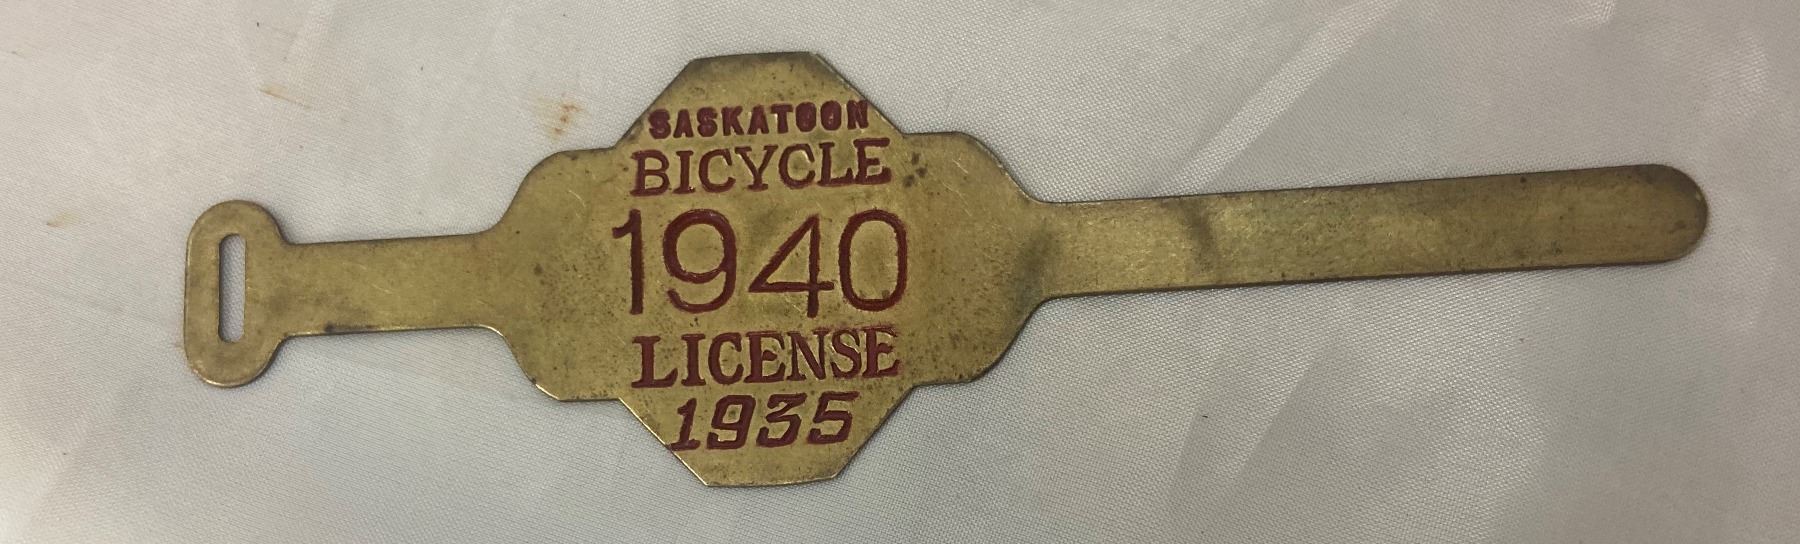 SASKATOON
BICYCLE
1940
LICENSE
1935